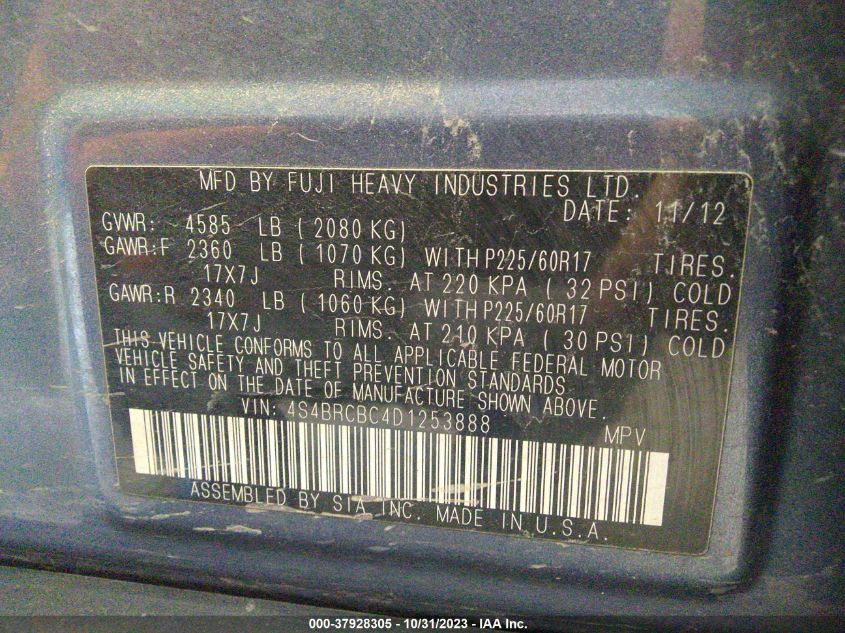 MFD BY FUJI HEAVY INDUSTRIES LTD.
DATE: 11/12
GVWR: 4585 LB ( 2080 KG)
GAWR:F 2360 LB ( 1070 KG) WITH P225/60R17 TIRES.
17X7J RIMS. AT 220 KPA ( 32 PSI) COLD
GAWR:R 2340 LB ( 1060 KG) WITH P225/60R17 TIRES.
17X7J RIMS. AT 210 KPA ( 30 PSI) COLD
THIS VEHICLE CONFORMS TO ALL APPLICABLE FEDERAL MOTOR
VEHICLE SAFETY AND THEFT PREVENTION STANDARDS
IN EFFECT ON THE DATE OF MANUFACTURE SHOWN ABOVE.
VIN: 4S4BRCBC4D1253888 MPV
ASSEMBLED BY SIA INC. MADE IN U.S.A.
000-37928305 - 10/31/2023 - IAA Inc.